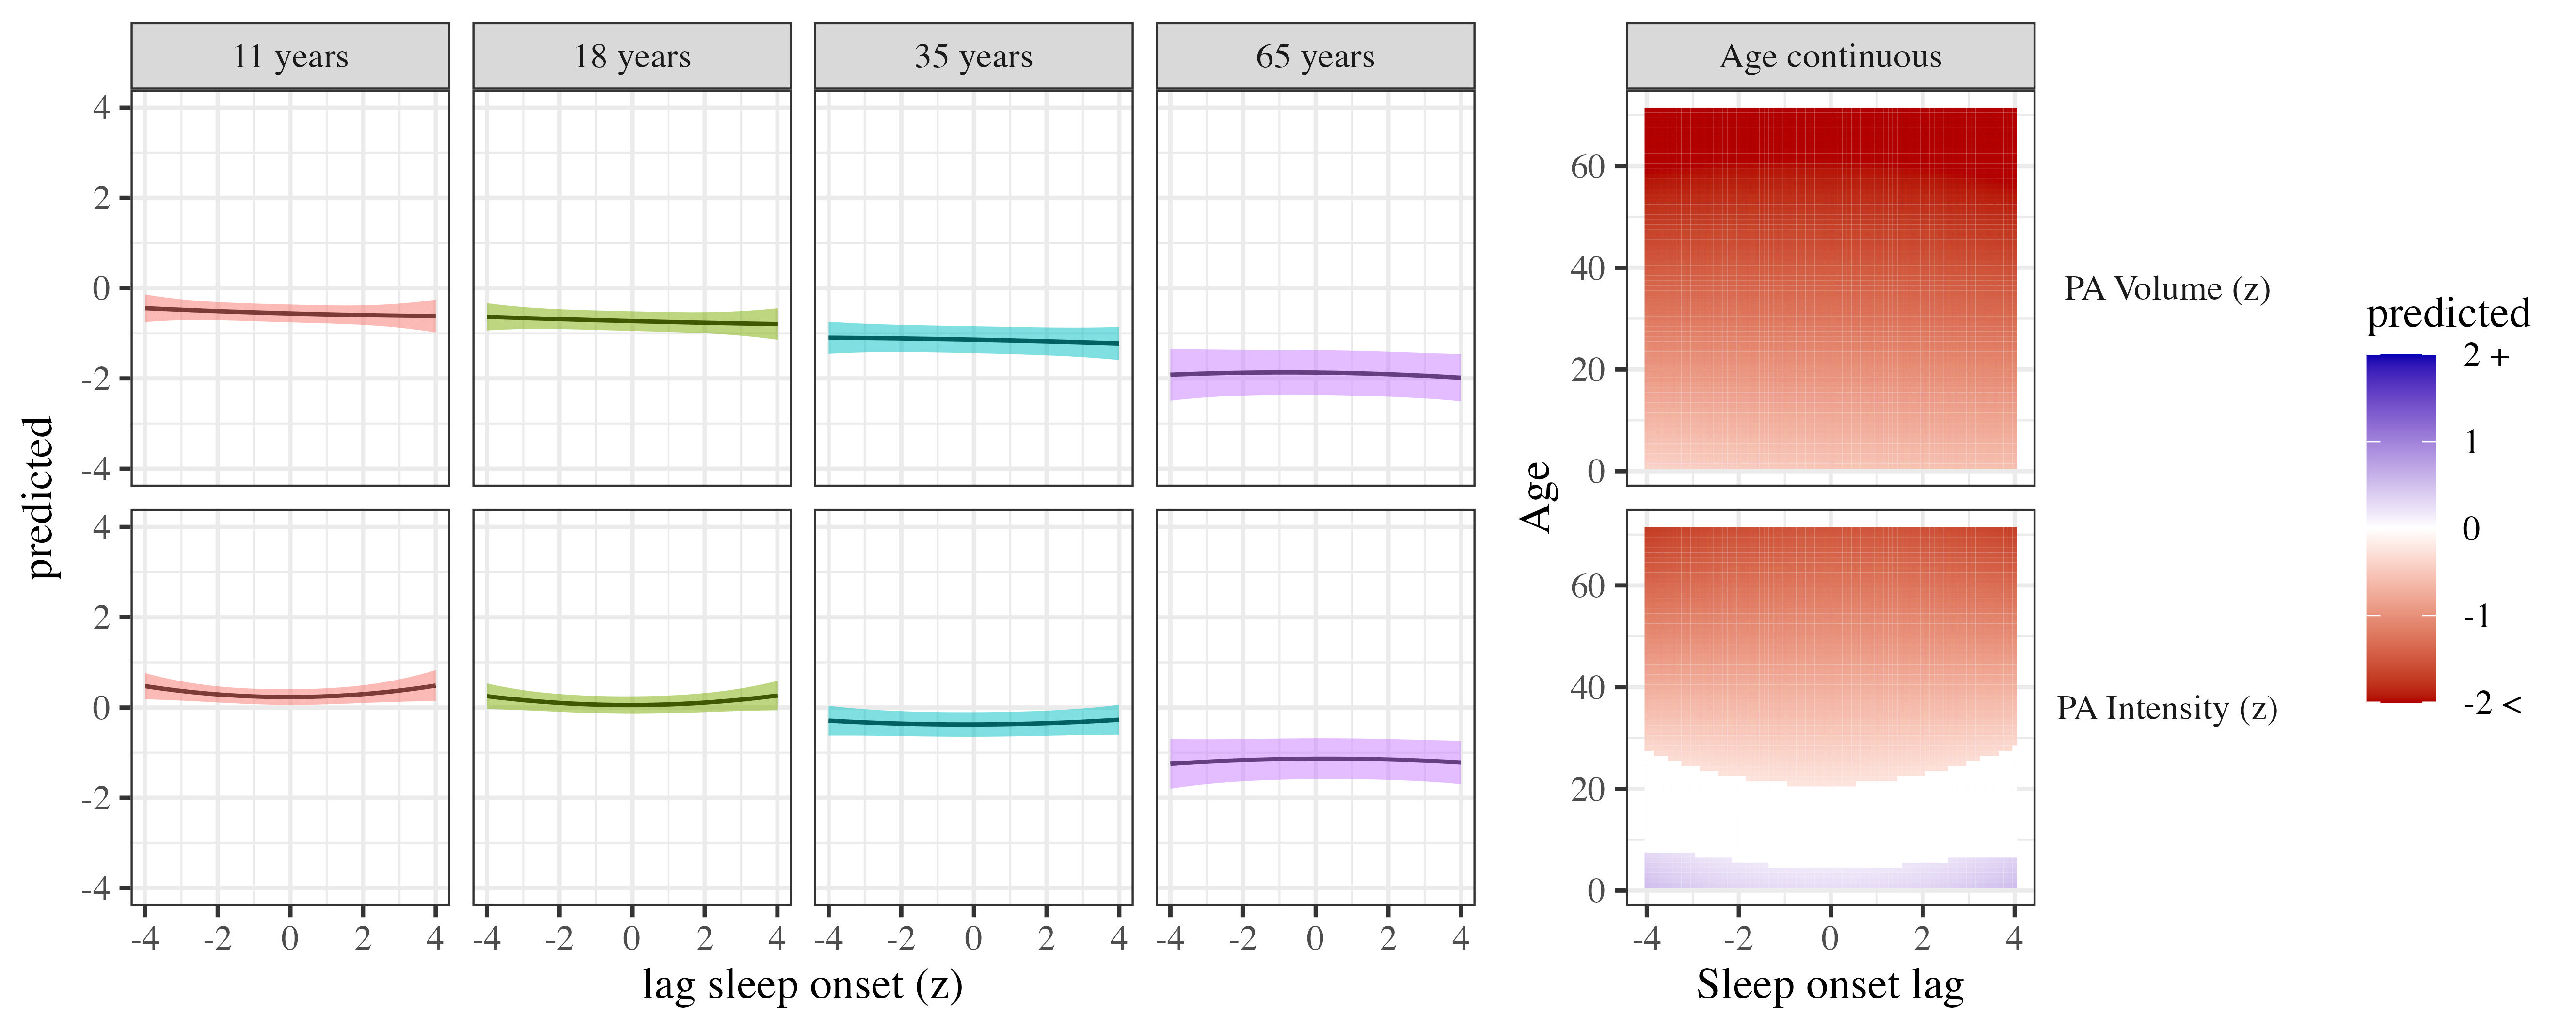 11 years
18 years
35 years
65 years
Age continuous
4
2
0
-2
-4
60
40
20
0
PA Volume (z)
predicted
2 +
1
0
-1
-2 <
predicted
Age
4
2
0
-2
-4
60
40
20
0
PA Intensity (z)
-4 -2 0 2 4
-4 -2 0 2 4
-4 -2 0 2 4
-4 -2 0 2 4
-4 -2 0 2 4
lag sleep onset (z)
Sleep onset lag